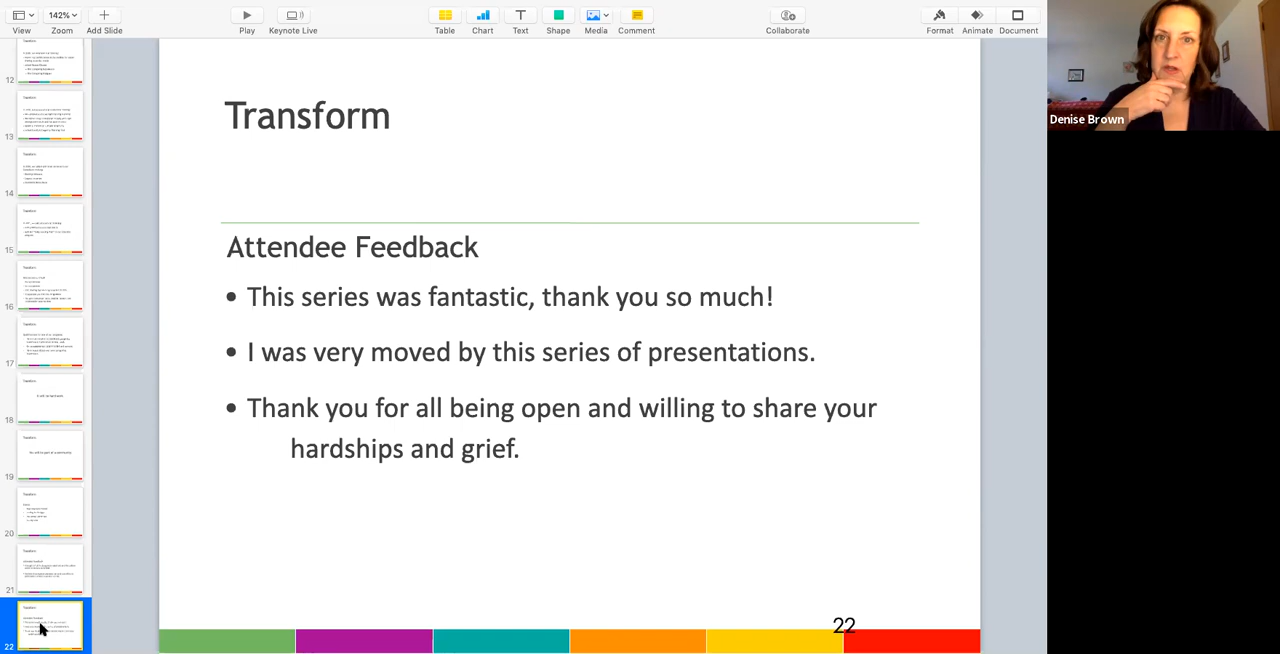 142%
View
Zoom
Add Slide
Play
Keynote Live
Table
Chart
Text
Shape
Media
Comment
Collaborate
Format
Animate
Document
Denise Brown
12
13
14
15
16
17
18
19
20
21
22
Transform
Attendee Feedback
• This series was fantastic, thank you so much!
• I was very moved by this series of presentations.
• Thank you for all being open and willing to share your
hardships and grief.
22